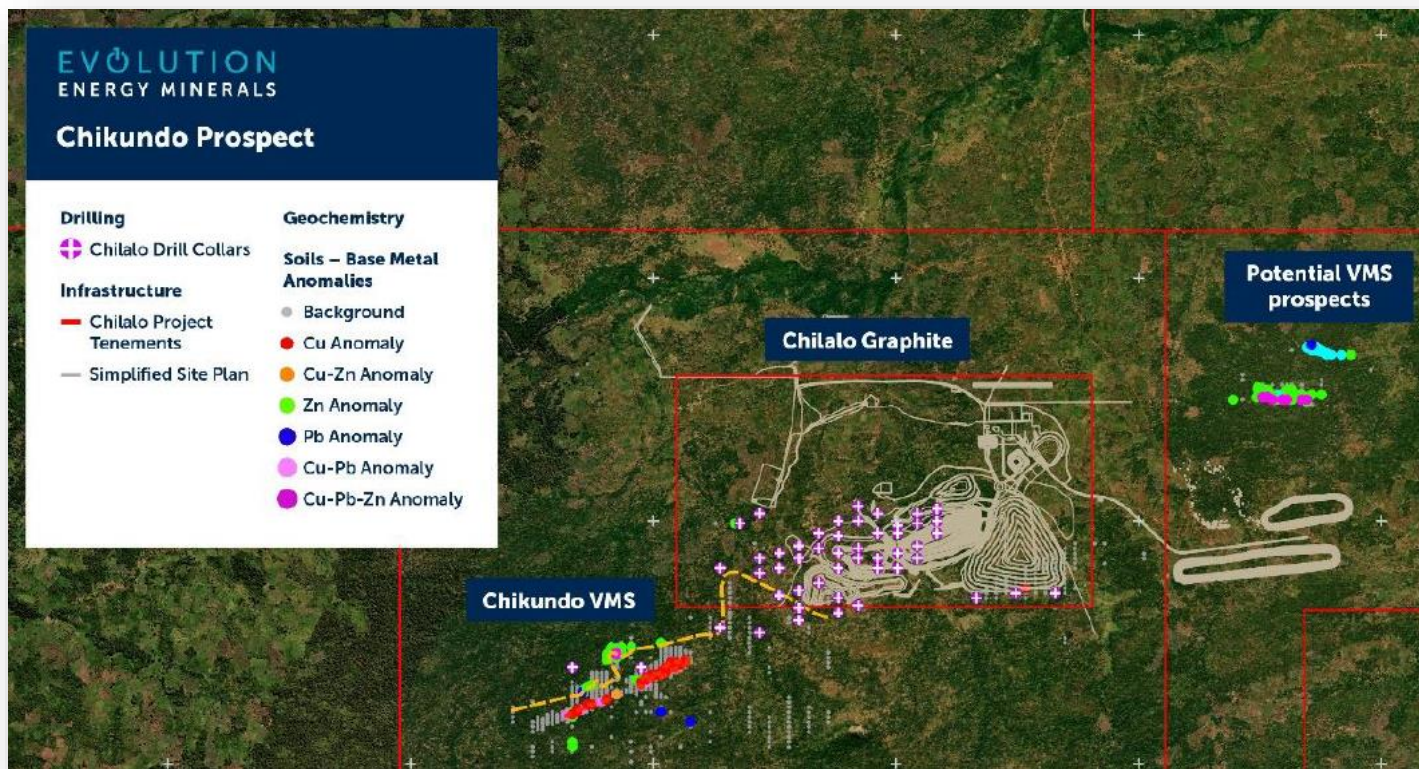 EVOLUTION
ENERGY MINERALS
Chikundo Prospect
Drilling
Chilalo Drill Collars
Infrastructure
Chilalo Project
Tenements
Simplified Site Plan
Geochemistry
Soils – Base Metal
Anomalies
Background
Cu Anomaly
Cu-Zn Anomaly
Zn Anomaly
Pb Anomaly
Cu-Pb Anomaly
Cu-Pb-Zn Anomaly
Potential VMS
prospects
Chilalo Graphite
Chikundo VMS